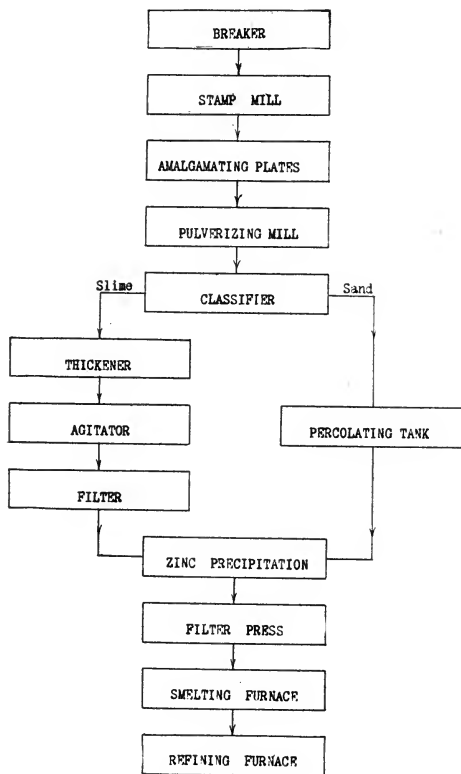 BREAKER
STAMP MILL
AMALGAMATING PLATES
PULVERIZING MILL
Slime
Sand
CLASSIFIER
THICKENER
AGITATOR
PERCOLATING TANK
FILTER
ZINC PRECIPITATION
FILTER PRESS
SMELTING FURNACE
REFINING FURNACE